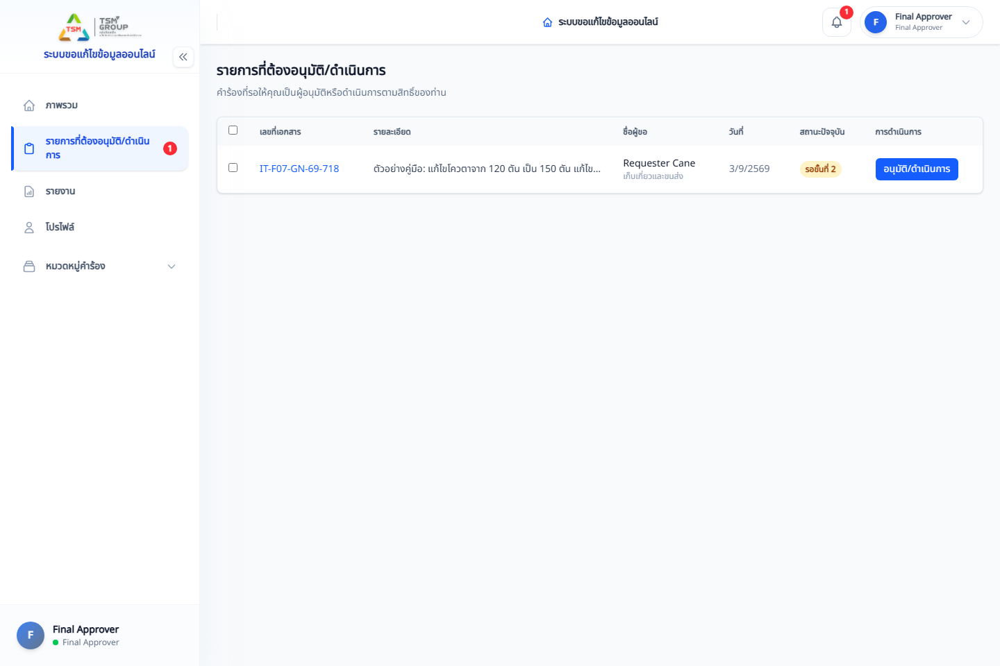 TSM
TSM
GROUP
ระบบขอแก้ไขข้อมูลออนไลน์
ภาพรวม
รายการที่ต้องอนุมัติ/ดำเนิน
การ
1
รายงาน
โปรไฟล์
หมวดหมู่คำร้อง
F
Final Approver
Final Approver
ระบบขอแก้ไขข้อมูลออนไลน์
1
F
Final Approver
Final Approver
รายการที่ต้องอนุมัติ/ดำเนินการ
คำร้องที่รอให้คุณเป็นผู้อนุมัติหรือดำเนินการตามสิทธิ์ของท่าน
เลขที่เอกสาร รายละเอียด ชื่อผู้ขอ วันที่ สถานะปัจจุบัน การดำเนินการ
IT-F07-GN-69-718 ตัวอย่างคู่มือ: แก้ไขโควตาจาก 120 ตัน เป็น 150 ตัน แก้ไข... Requester Cane 3/9/2569 รอขั้นที่ 2 อนุมัติ/ดำเนินการ
เก็บเกี่ยวและขนส่ง